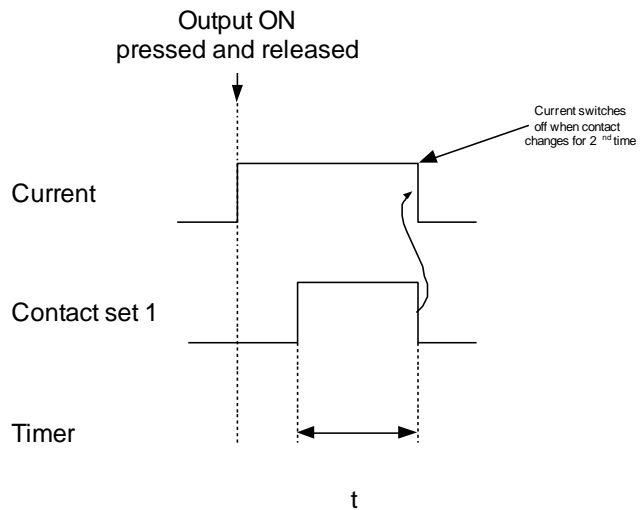 Output ON
pressed and released
Current switches
off when contact
changes for 2 nd time
Current
Contact set 1
Timer
t